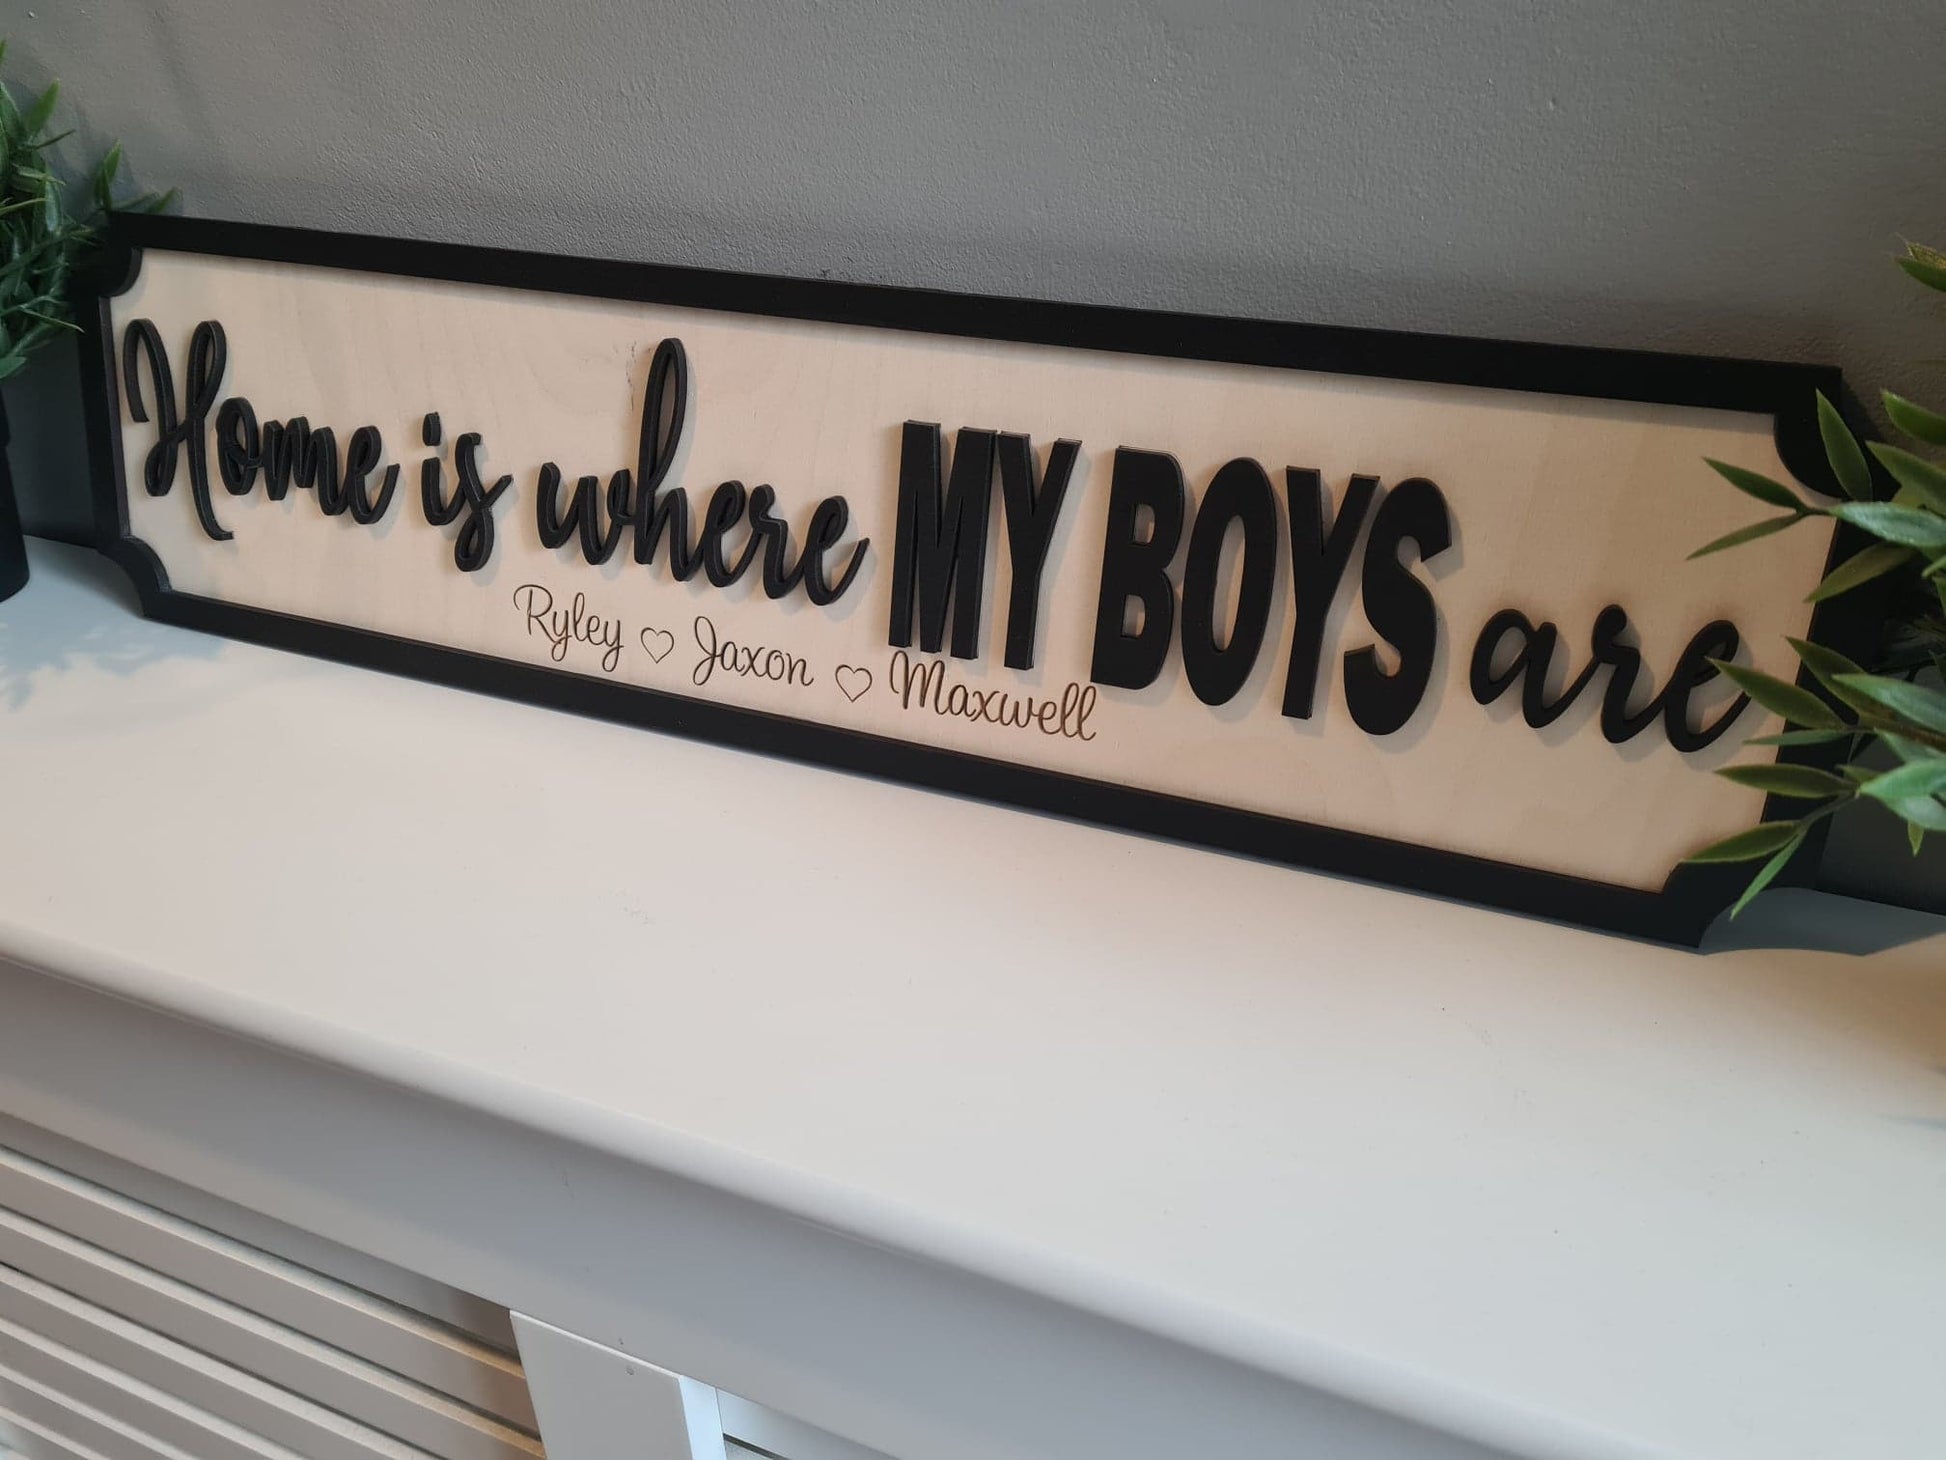 Home is where MY BOYS are
Ryley ♡ Jaxon ♡ Maxwell